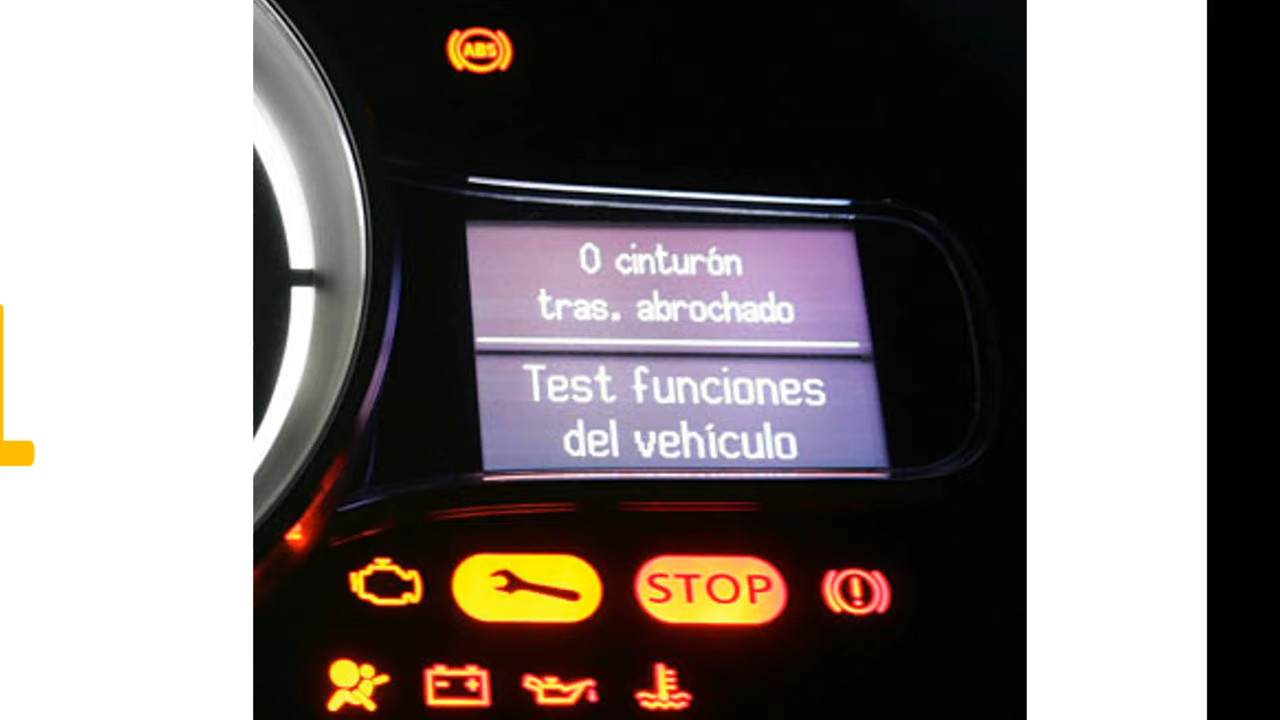 ABS
0 cinturón
tras. abrochado
Test funciones
del vehículo
STOP